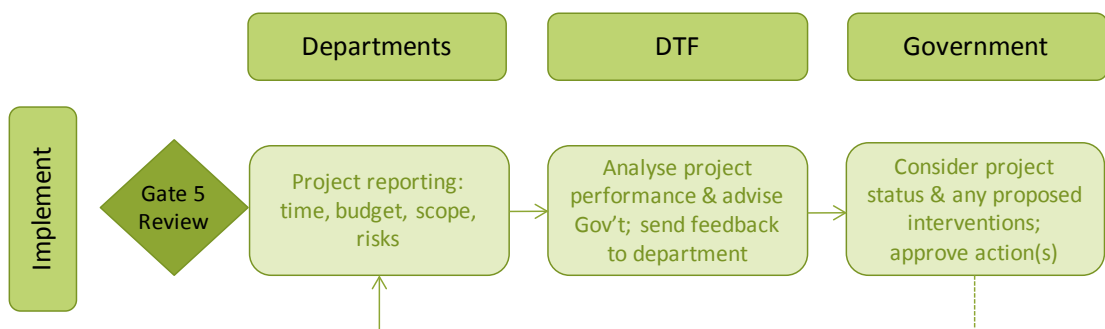 Departments
DTF
Government
Implement
Gate 5
Review
Project reporting:
time, budget, scope,
risks
Analyse project
performance & advise
Gov’t; send feedback
to department
Consider project
status & any proposed
interventions;
approve action(s)